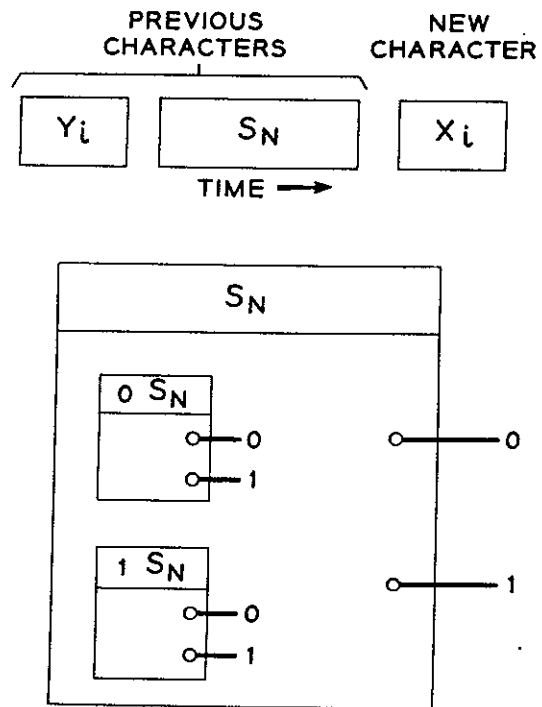 PREVIOUS CHARACTERS
NEW CHARACTER
Yi
SN
Xi
TIME
SN
0 SN
0
1
0
1
1 SN
0
1